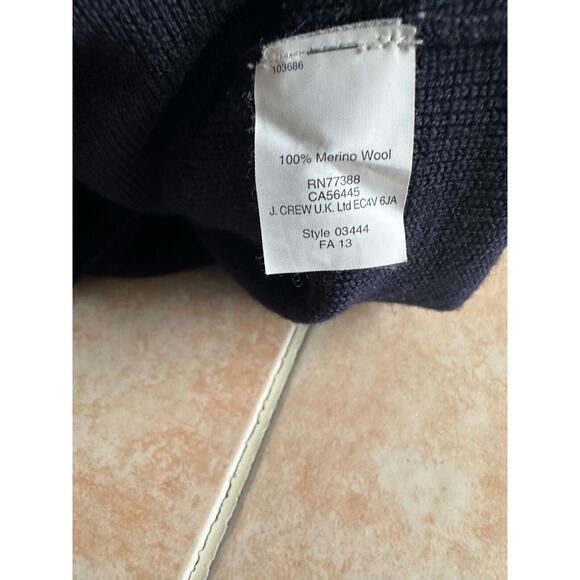 103686
100% Merino Wool
RN77388
CA56445
J. CREW U.K. Ltd EC4V 6JA
Style 03444
FA 13